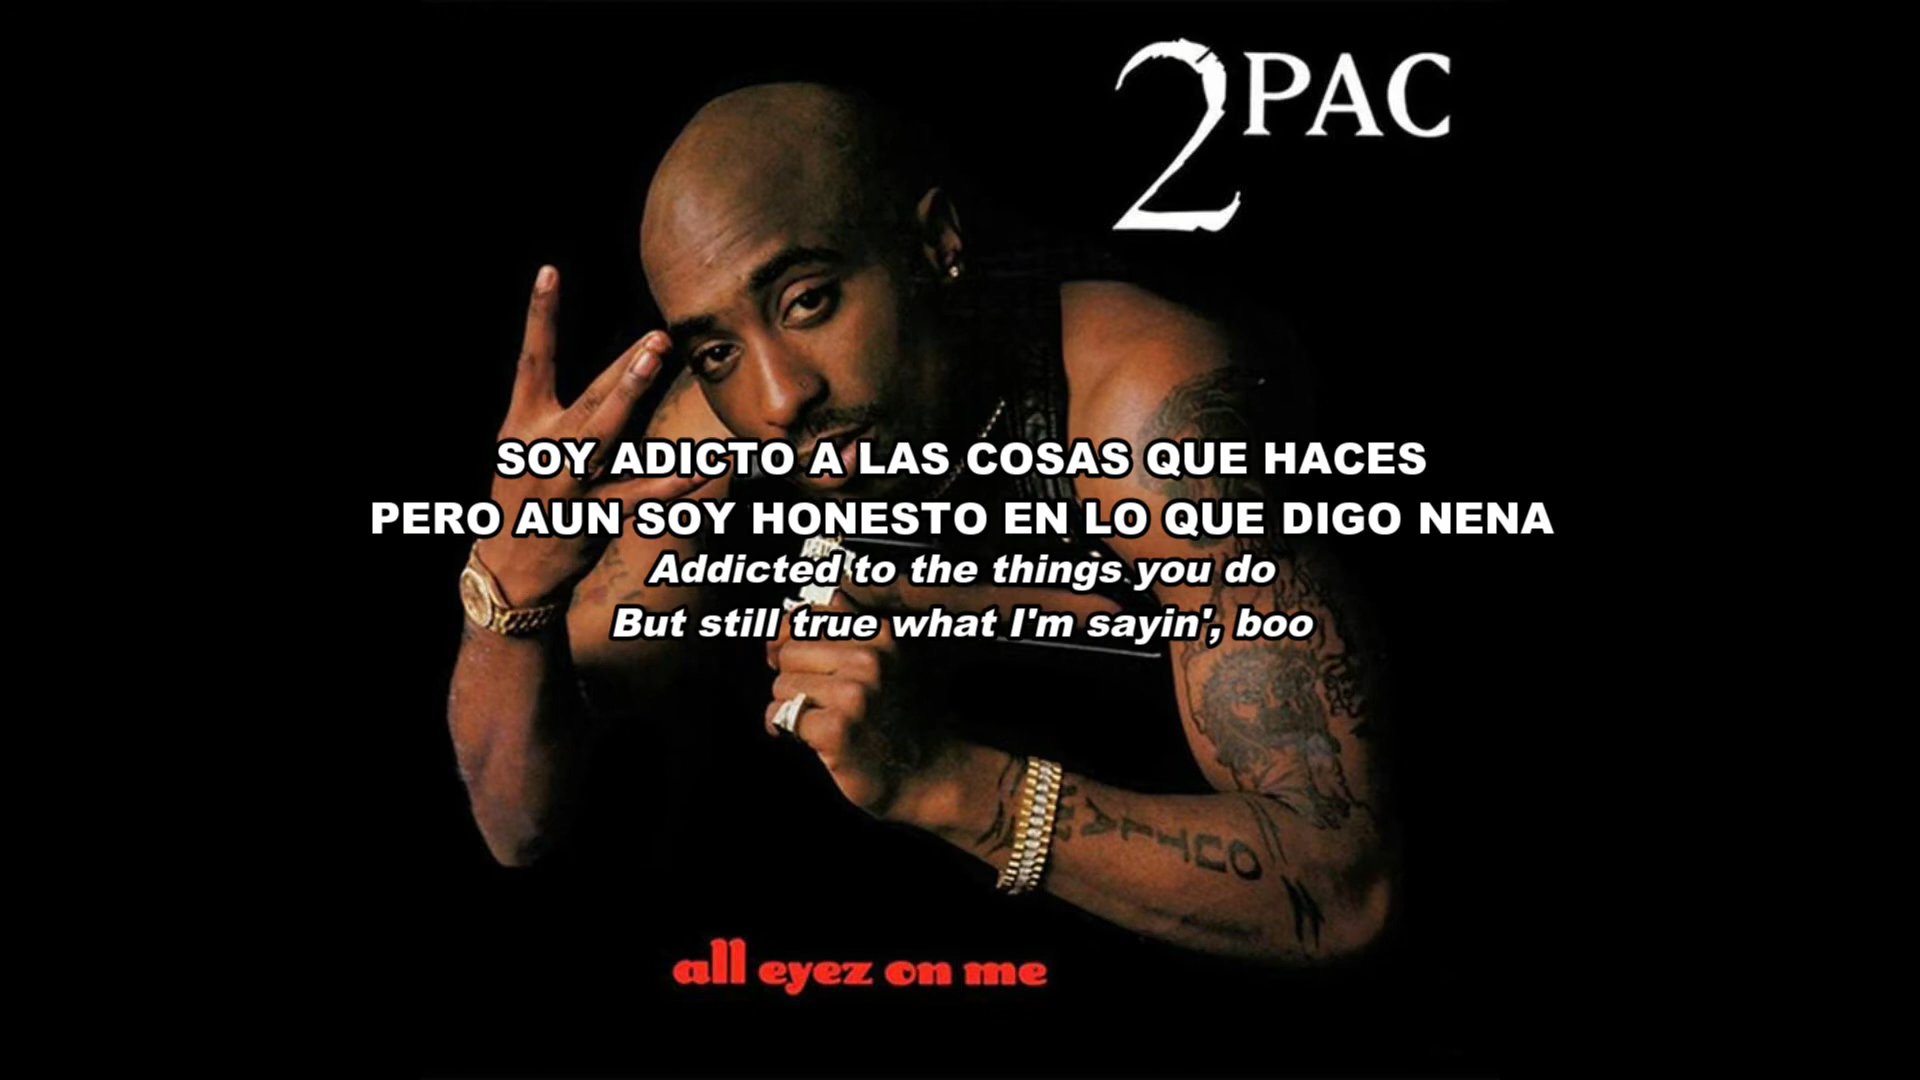 2PAC
SOY ADICTO A LAS COSAS QUE HACES
PERO AUN SOY HONESTO EN LO QUE DIGO NENA
Addicted to the things you do
But still true what I'm sayin', boo
OUTLAW
all eyez on me